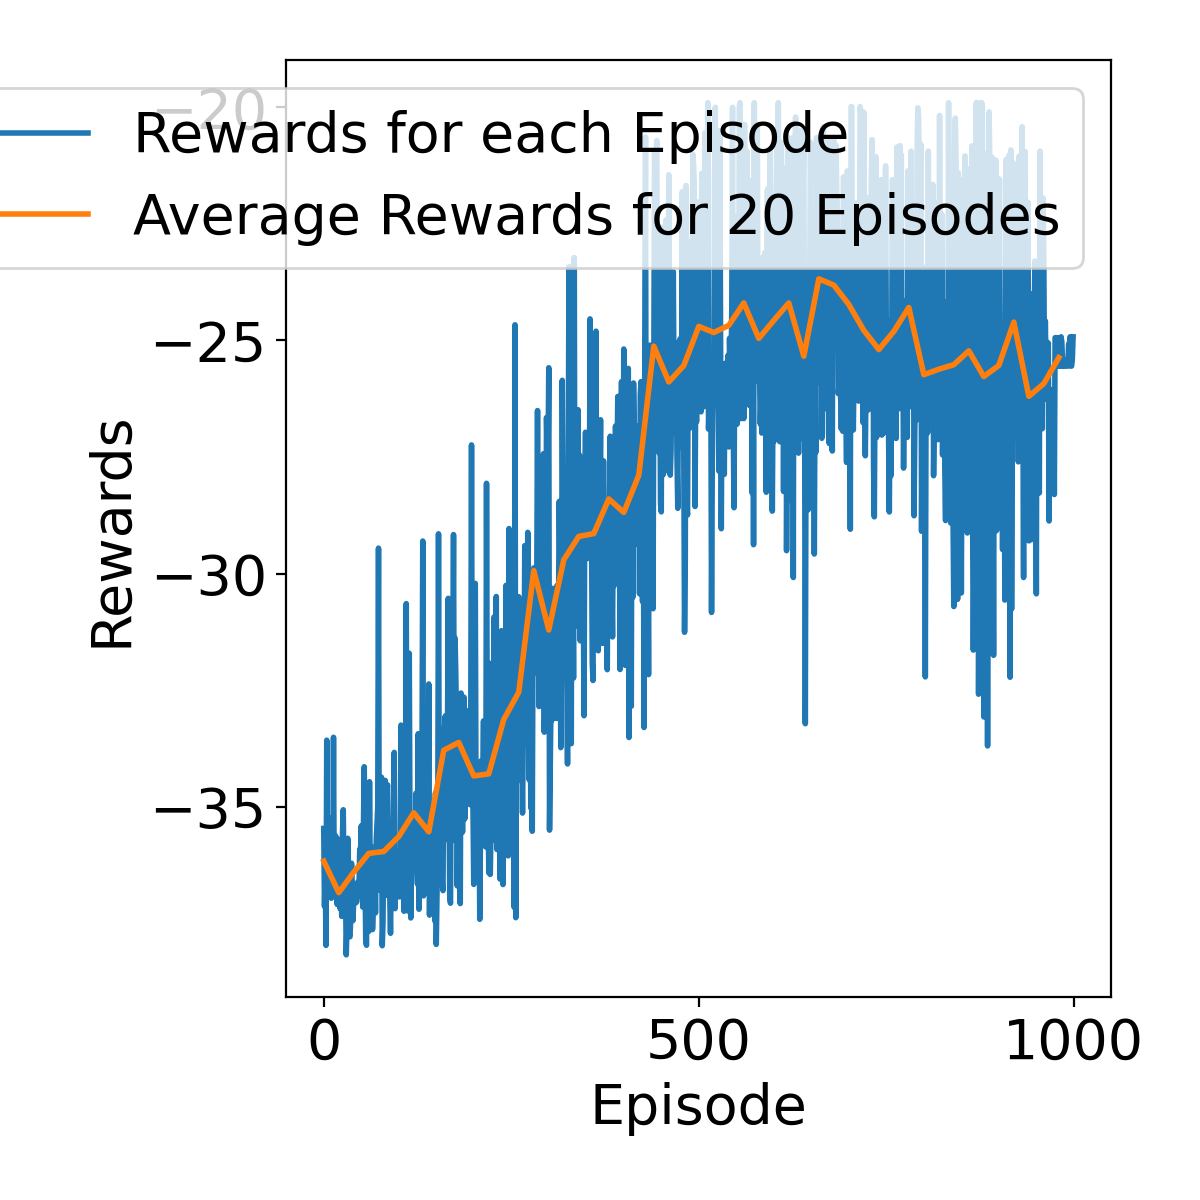 −20
Rewards for each Episode
Average Rewards for 20 Episodes
−25
−30
−35
Rewards
0 500 1000
Episode